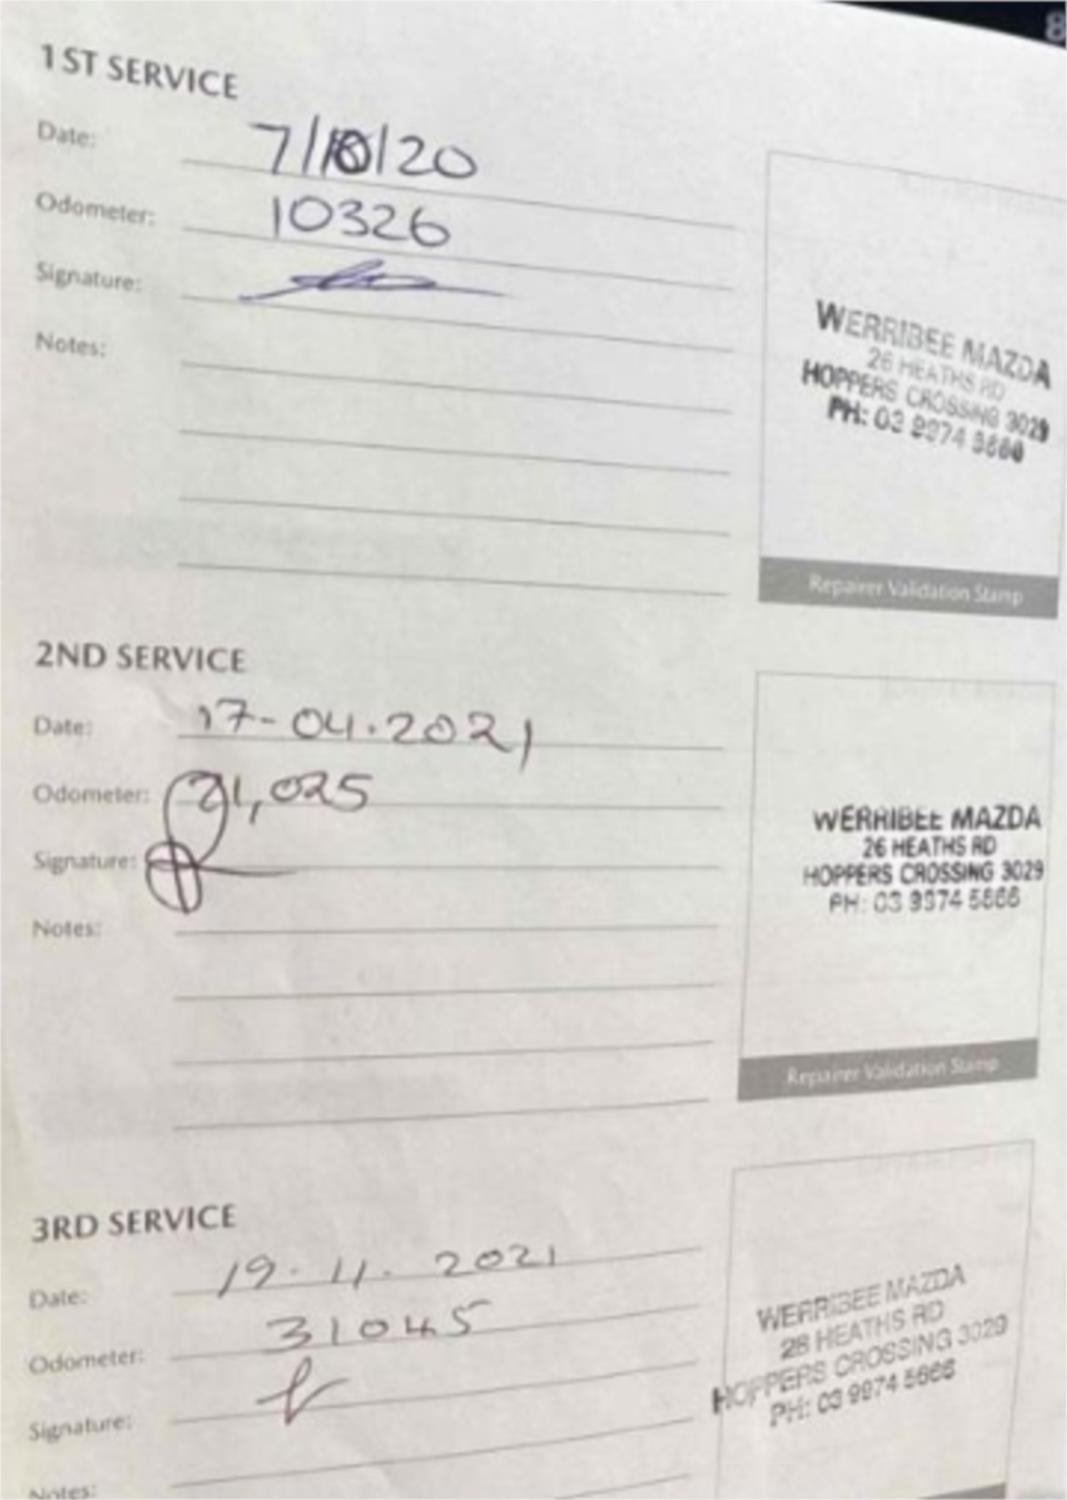 8
1ST SERVICE
Date: 7/10/20
Odometer: 10326
Signature:
Notes:
WERRIBEE MAZDA
26 HEATHS RD
HOPPERS CROSSING 3029
PH: 03 9974 5666
Repairer Validation Stamp
2ND SERVICE
Date: 17-04.2021
Odometer: 21,025
Signature:
Notes:
WERRIBEE MAZDA
26 HEATHS RD
HOPPERS CROSSING 3029
PH: 03 9974 5666
Repairer Validation Stamp
3RD SERVICE
Date: 19.11.2021
Odometer: 31045
Signature:
Notes:
WERRIBEE MAZDA
26 HEATHS RD
HOPPERS CROSSING 3029
PH: 03 9974 5666